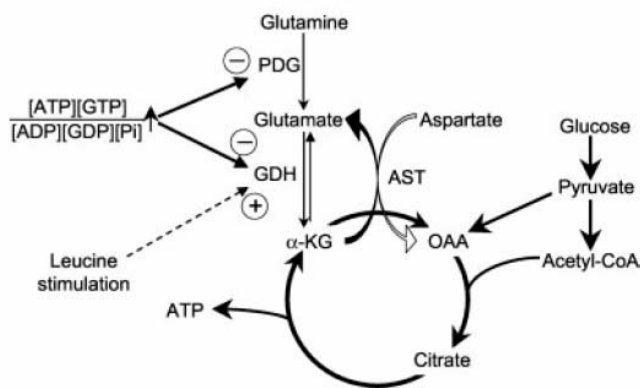 Glutamine
− PDG
[ATP][GTP]
[ADP][GDP][Pi]
Glutamate
Aspartate
Glucose
−
GDH
AST
+
Pyruvate
α-KG
OAA
Acetyl-CoA
Leucine
stimulation
ATP
Citrate